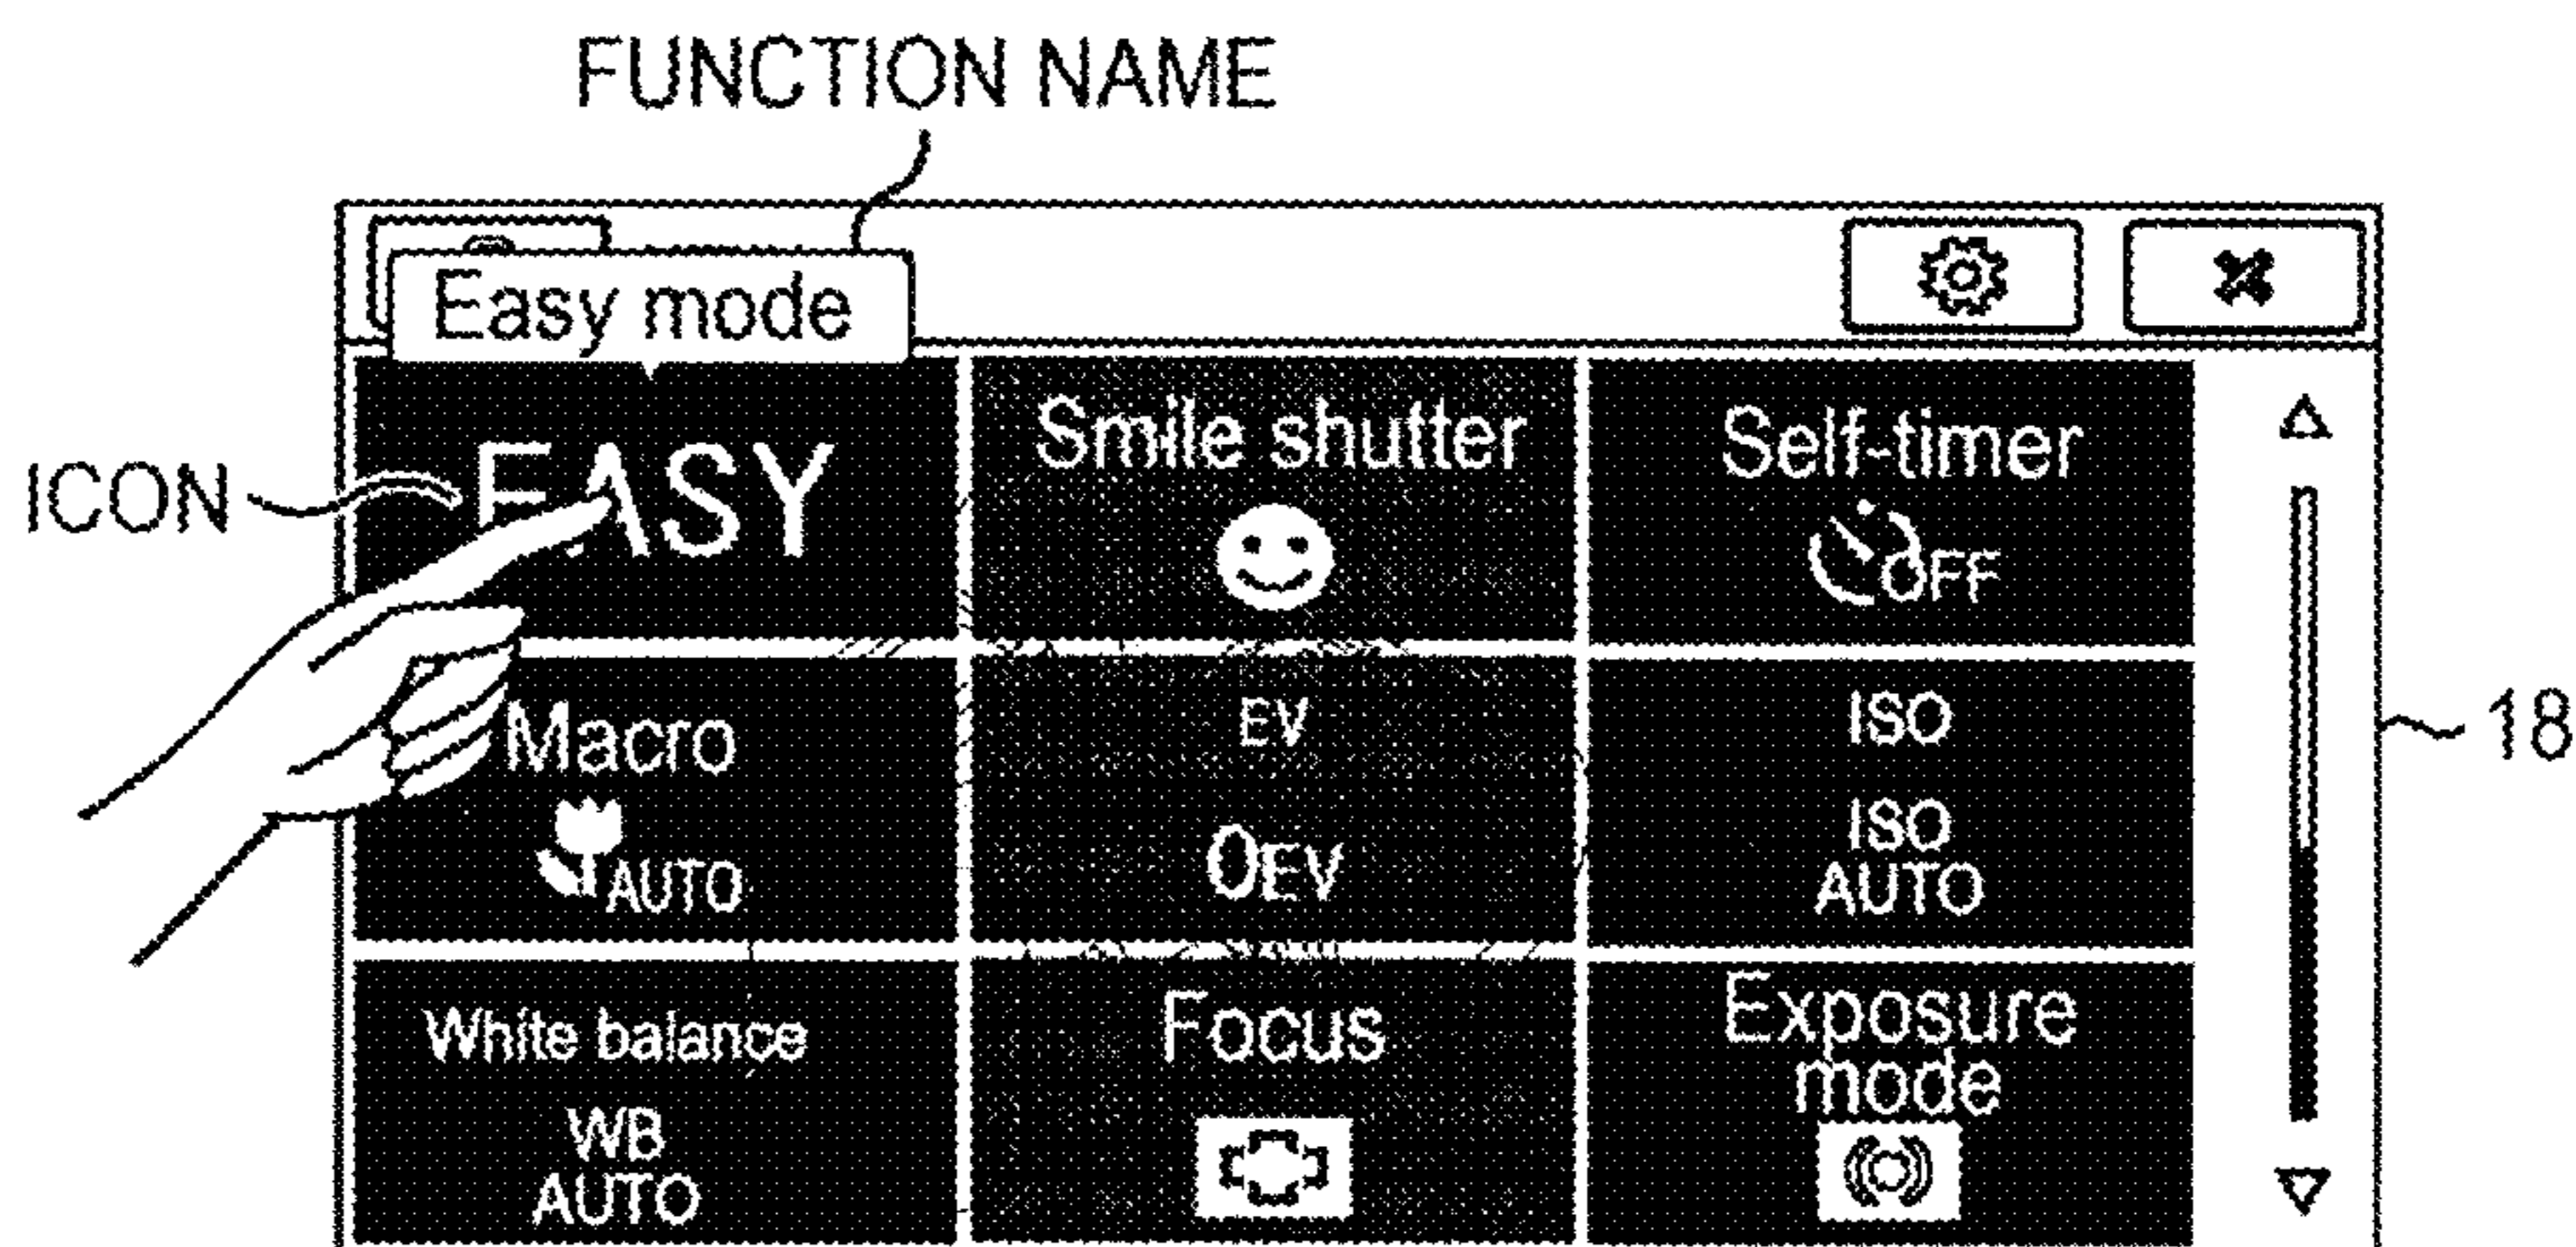 FUNCTION NAME
Easy mode
ICON
EASY
Smile shutter
Self-timer
OFF
Macro
AUTO
EV
0EV
ISO
ISO
AUTO
18
White balance
WB
AUTO
Focus
Exposure
mode